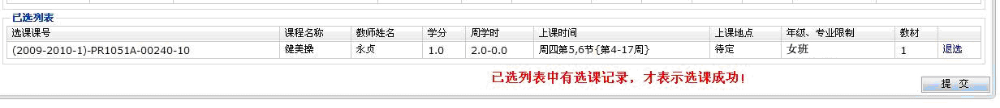 已选列表
选课课号 课程名称 教师姓名 学分 周学时 上课时间 上课地点 年级、专业限制 教材
(2009-2010-1)-PR1051A-00240-10 健美操 永贞 1.0 2.0-0.0 周四第5,6节{第4-17周} 待定 女班 1 退选
已选列表中有选课记录，才表示选课成功!
提 交